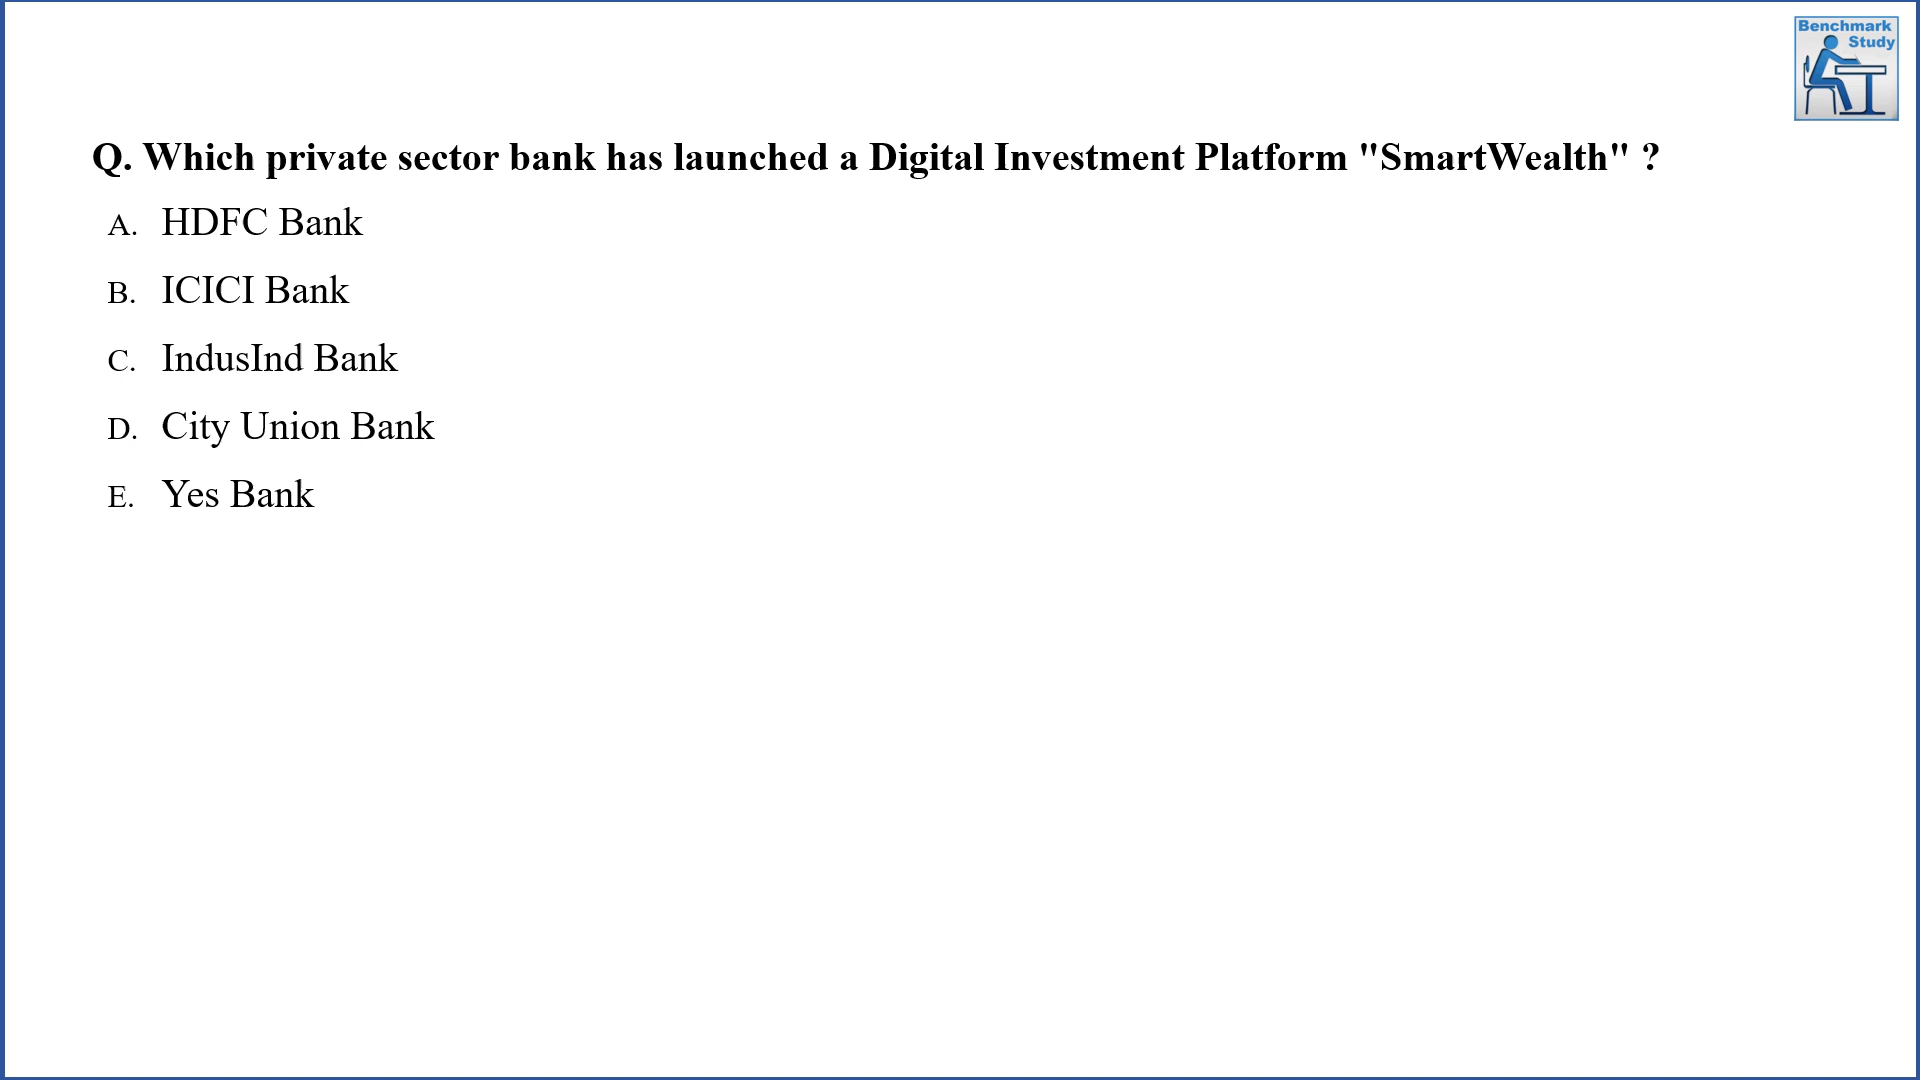 Benchmark
Study
Q. Which private sector bank has launched a Digital Investment Platform "SmartWealth" ?
A. HDFC Bank
B. ICICI Bank
C. IndusInd Bank
D. City Union Bank
E. Yes Bank